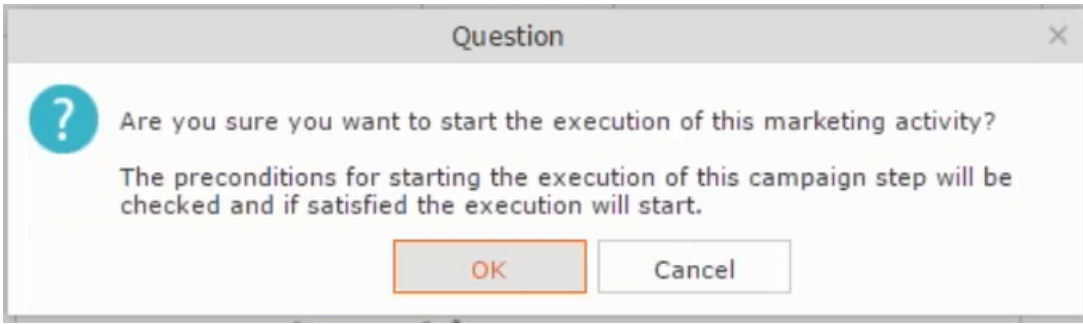 Question
Are you sure you want to start the execution of this marketing activity?
The preconditions for starting the execution of this campaign step will be
checked and if satisfied the execution will start.
OK
Cancel